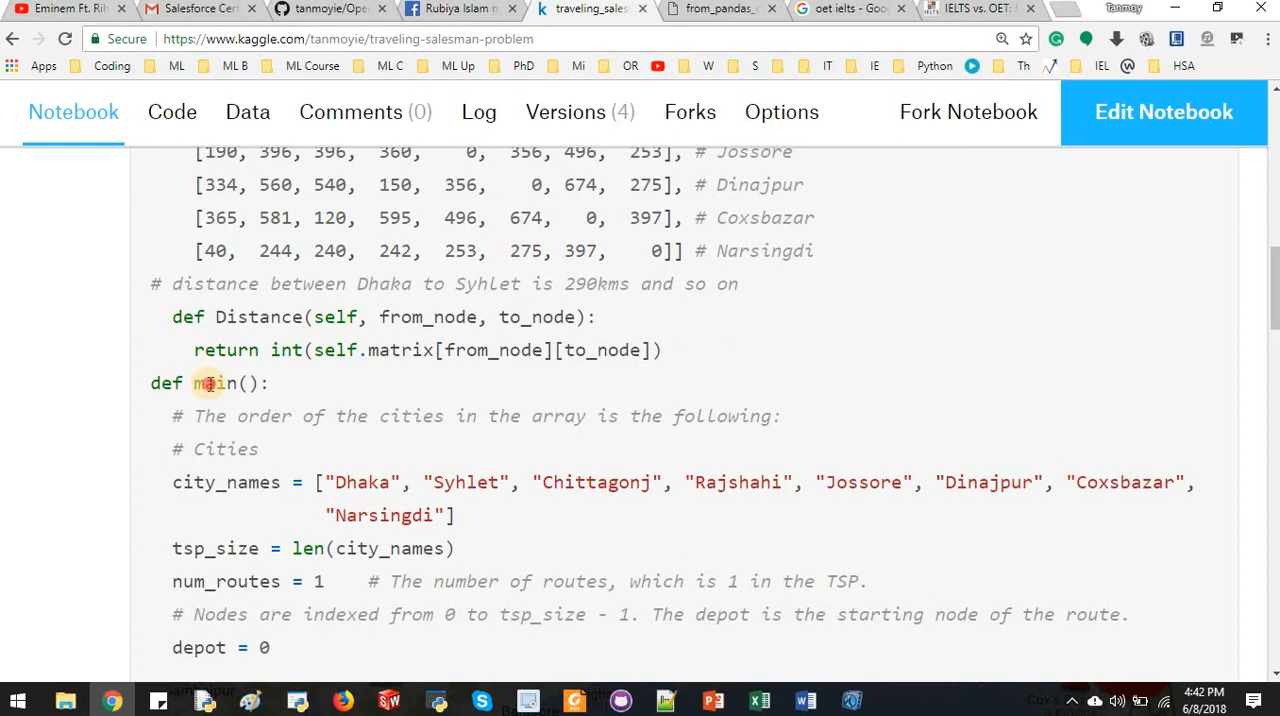 Eminem Ft. Rih
Salesforce Cert
tanmoyie/Ope
Rubiya Islam n
traveling_sales
from_pandas_
oet ielts - Goo
IELTS vs. OET:
Tanmoy
Secure
https://www.kaggle.com/tanmoyie/traveling-salesman-problem
Apps Coding ML ML B ML Course ML C ML Up PhD Mi OR W S IT IE Python Th IEL HSA
Notebook Code Data Comments (0) Log Versions (4) Forks Options Fork Notebook Edit Notebook
[190, 396, 396, 360, 0, 356, 496, 253], # Jossore
[334, 560, 540, 150, 356, 0, 674, 275], # Dinajpur
[365, 581, 120, 595, 496, 674, 0, 397], # Coxsbazar
[40, 244, 240, 242, 253, 275, 397, 0]] # Narsingdi
# distance between Dhaka to Syhlet is 290kms and so on
def Distance(self, from_node, to_node):
return int(self.matrix[from_node][to_node])
def main():
# The order of the cities in the array is the following:
# Cities
city_names = ["Dhaka", "Syhlet", "Chittagonj", "Rajshahi", "Jossore", "Dinajpur", "Coxsbazar",
"Narsingdi"]
tsp_size = len(city_names)
num_routes = 1 # The number of routes, which is 1 in the TSP.
# Nodes are indexed from 0 to tsp_size - 1. The depot is the starting node of the route.
depot = 0
4:42 PM
6/8/2018